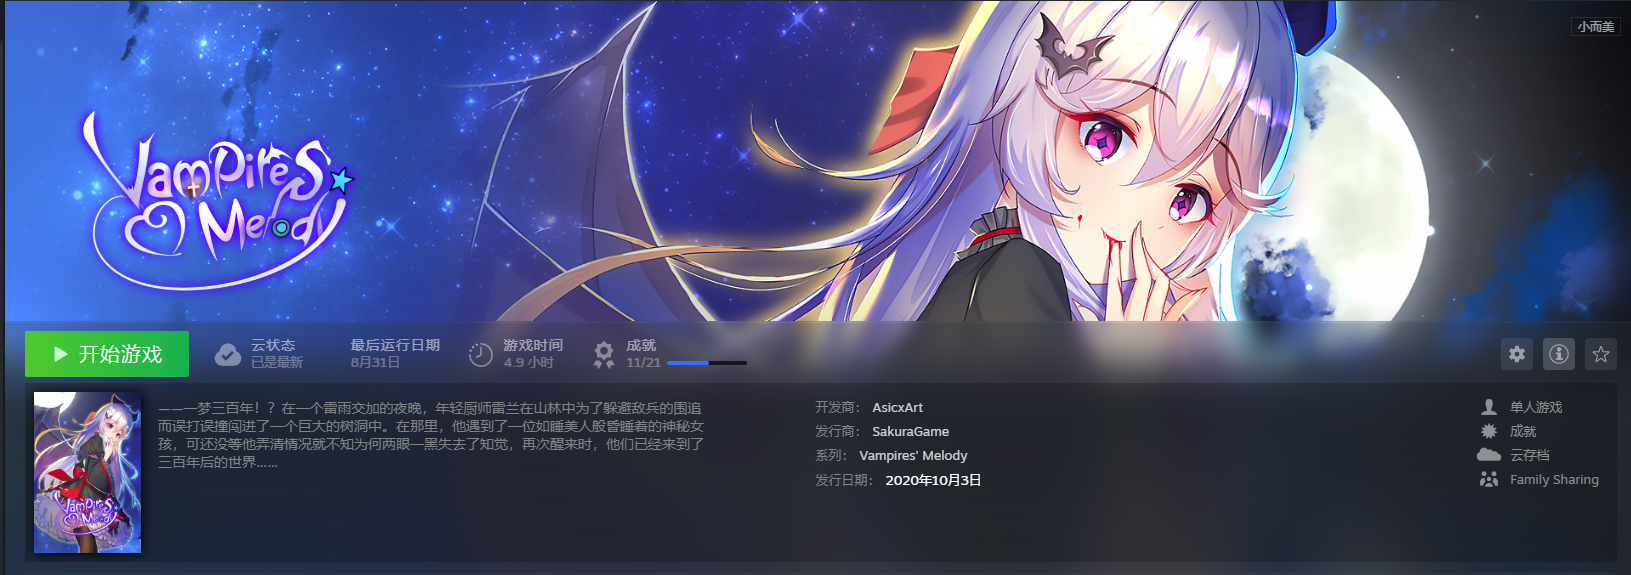 小而美
Vampires
Melody
开始游戏
云状态
已是最新
最后运行日期
8月31日
游戏时间
4.9 小时
成就
11/21
———梦三百年！？在一个雷雨交加的夜晚，年轻厨师雷兰在山林中为了躲避敌兵的围追
而误打误撞闯进了一个巨大的树洞中。在那里，他遇到了一位如睡美人般昏睡着的神秘女
孩，可还没等他弄清情况就不知为何两眼一黑失去了知觉，再次醒来时，他们已经来到了
三百年后的世界……
Vampires
Melody
开发商： AsicxArt
发行商： SakuraGame
系列： Vampires' Melody
发行日期： 2020年10月3日
单人游戏
成就
云存档
Family Sharing